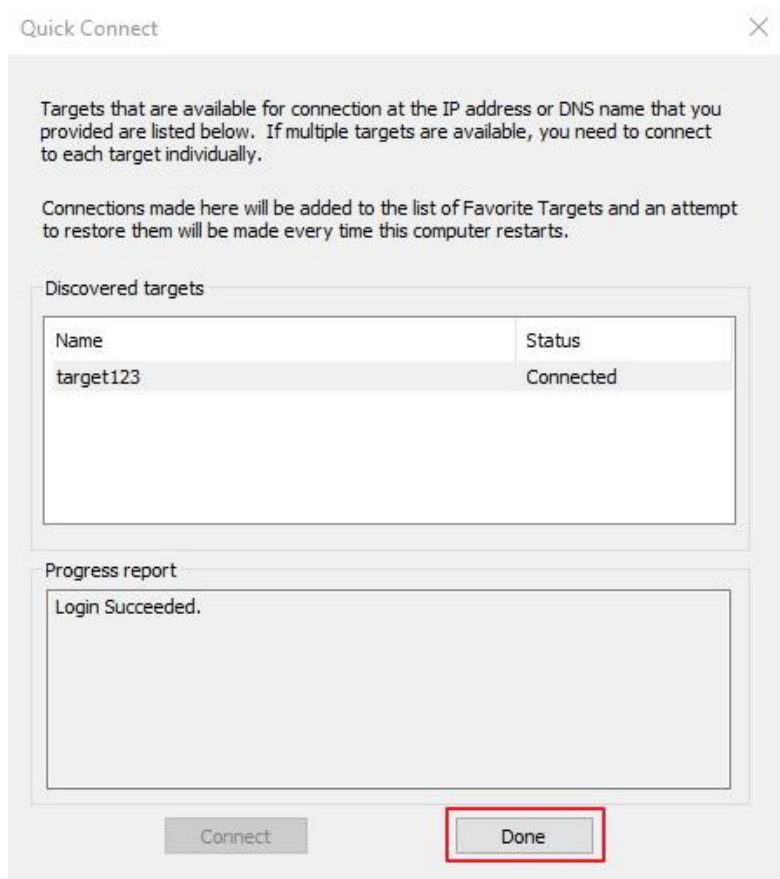 Quick Connect
Targets that are available for connection at the IP address or DNS name that you
provided are listed below.  If multiple targets are available, you need to connect
to each target individually.
Connections made here will be added to the list of Favorite Targets and an attempt
to restore them will be made every time this computer restarts.
Discovered targets
Name Status
target123 Connected
Progress report
Login Succeeded.
Connect Done